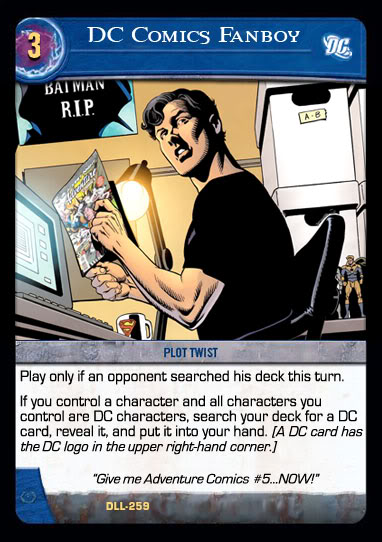 3
DC Comics Fanboy
DC
BATMAN
R.I.P.
A-B
PLOT TWIST
Play only if an opponent searched his deck this turn.
If you control a character and all characters you
control are DC characters, search your deck for a DC
card, reveal it, and put it into your hand. [A DC card has
the DC logo in the upper right-hand corner.]
"Give me Adventure Comics #5...NOW!"
DLL-259